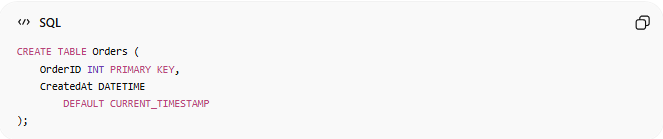 SQL
CREATE TABLE Orders (
    OrderID INT PRIMARY KEY,
    CreatedAt DATETIME
        DEFAULT CURRENT_TIMESTAMP
);